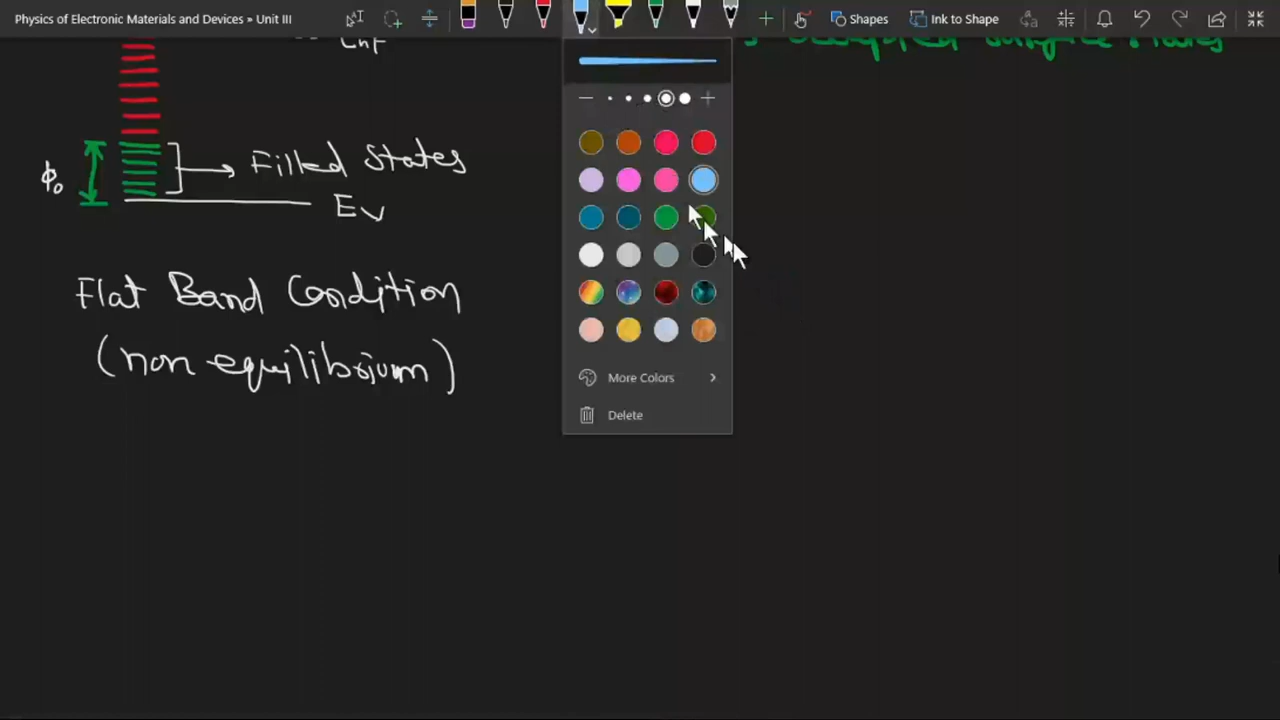 Physics of Electronic Materials and Devices » Unit III
Shapes
Ink to Shape
Filled States
ϕ₀
Ev
Flat Band Condition
(non equilibrium)
More Colors
Delete